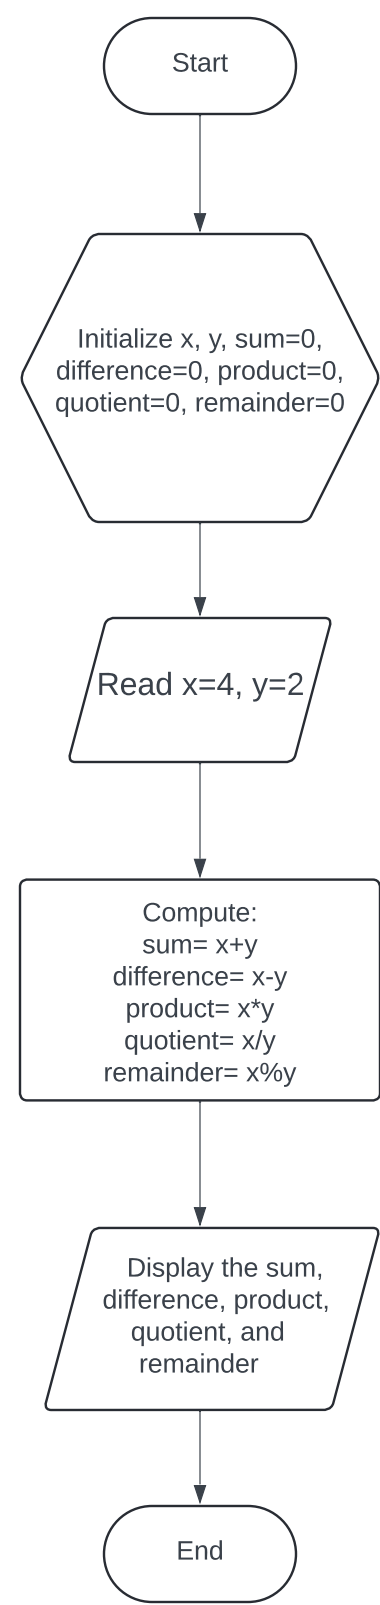 Start
Initialize x, y, sum=0,
difference=0, product=0,
quotient=0, remainder=0
Read x=4, y=2
Compute:
sum= x+y
difference= x-y
product= x*y
quotient= x/y
remainder= x%y
Display the sum,
difference, product,
quotient, and
remainder
End